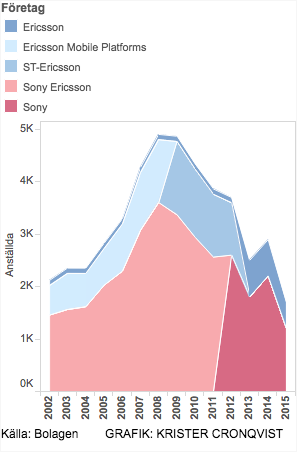 Företag
Ericsson
Ericsson Mobile Platforms
ST-Ericsson
Sony Ericsson
Sony
5K
4K
3K
2K
1K
0K
Anställda
2002
2003
2004
2005
2006
2007
2008
2009
2010
2011
2012
2013
2014
2015
Källa: Bolagen GRAFIK: KRISTER CRONQVIST